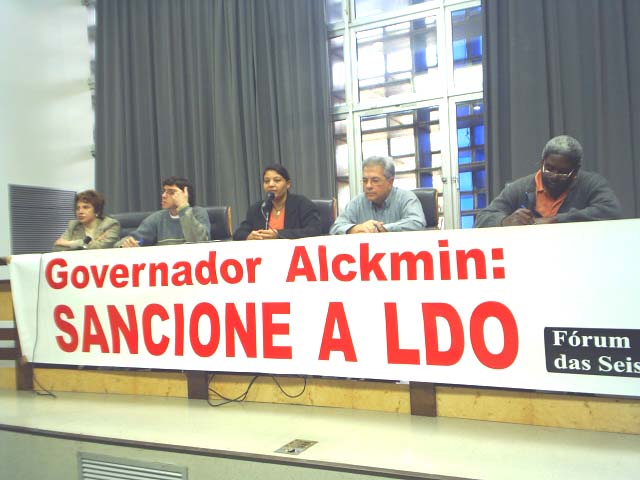 Governador Alckmin:
SANCIONE A LDO
Fórum
das Seis